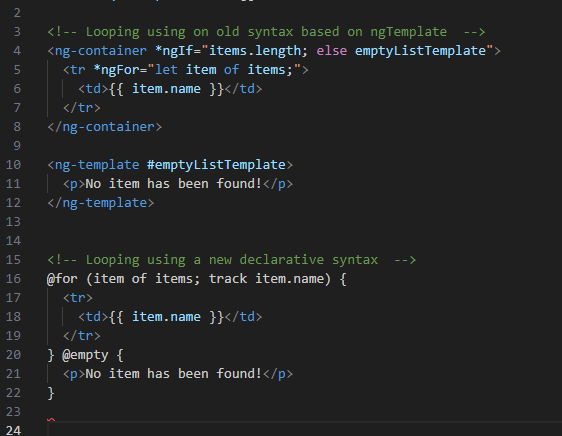 2
3 <!-- Looping using on old syntax based on ngTemplate  -->
4 <ng-container *ngIf="items.length; else emptyListTemplate">
5   <tr *ngFor="let item of items;">
6     <td>{{ item.name }}</td>
7   </tr>
8 </ng-container>
9
10 <ng-template #emptyListTemplate>
11   <p>No item has been found!</p>
12 </ng-template>
13
14
15 <!-- Looping using a new declarative syntax  -->
16 @for (item of items; track item.name) {
17   <tr>
18     <td>{{ item.name }}</td>
19   </tr>
20 } @empty {
21   <p>No item has been found!</p>
22 }
23
24